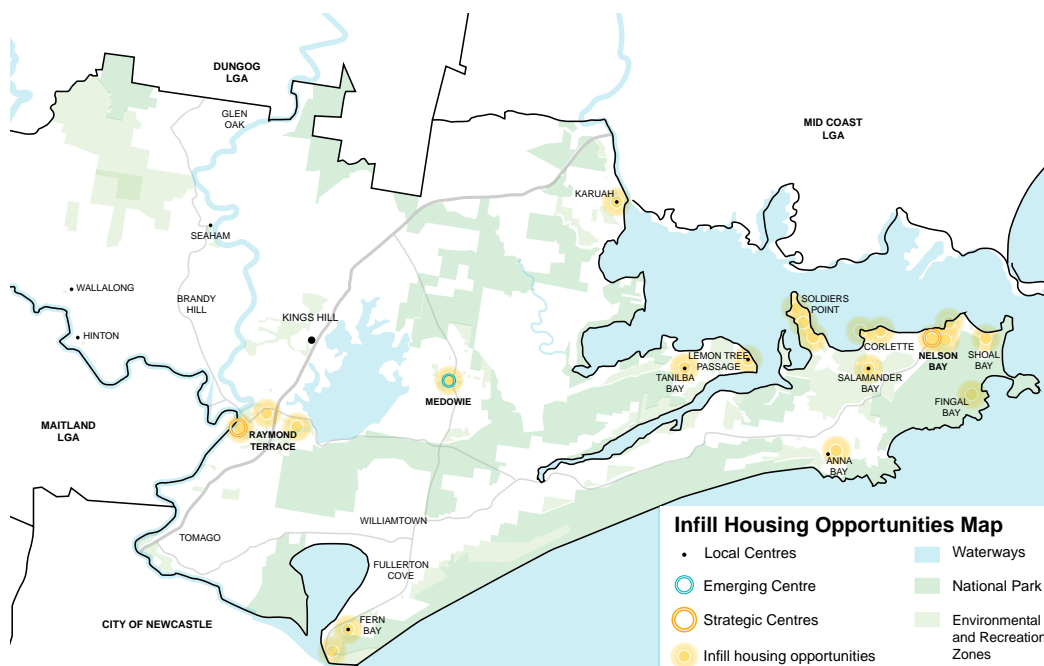 DUNGOG
LGA
GLEN
OAK
MID COAST
LGA
KARUAH
SEAHAM
WALLALONG
BRANDY
HILL
SOLDIERS
POINT
KINGS HILL
HINTON
CORLETTE
NELSON
BAY
SHOAL
BAY
LEMON TREE
PASSAGE
TANILBA
BAY
SALAMANDER
BAY
MEDOWIE
FINGAL
BAY
MAITLAND
LGA
RAYMOND
TERRACE
ANNA
BAY
WILLIAMTOWN
TOMAGO
FULLERTON
COVE
CITY OF NEWCASTLE
FERN
BAY
Infill Housing Opportunities Map
Local Centres
Emerging Centre
Strategic Centres
Infill housing opportunities
Waterways
National Park
Environmental
and Recreation
Zones